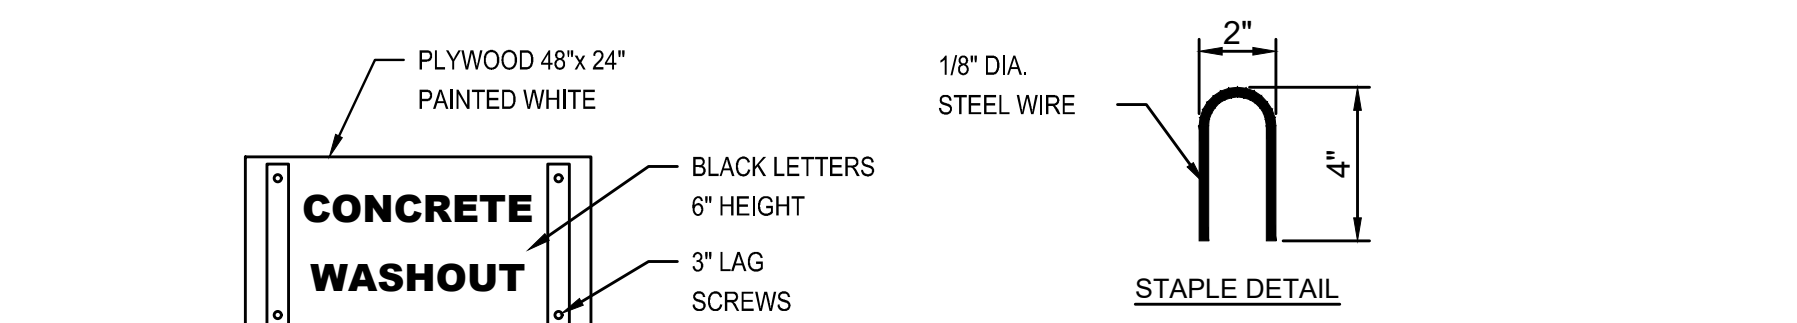 PLYWOOD 48"x 24"
PAINTED WHITE
CONCRETE
WASHOUT
BLACK LETTERS
6" HEIGHT
3" LAG
SCREWS
1/8" DIA.
STEEL WIRE
2"
4"
STAPLE DETAIL